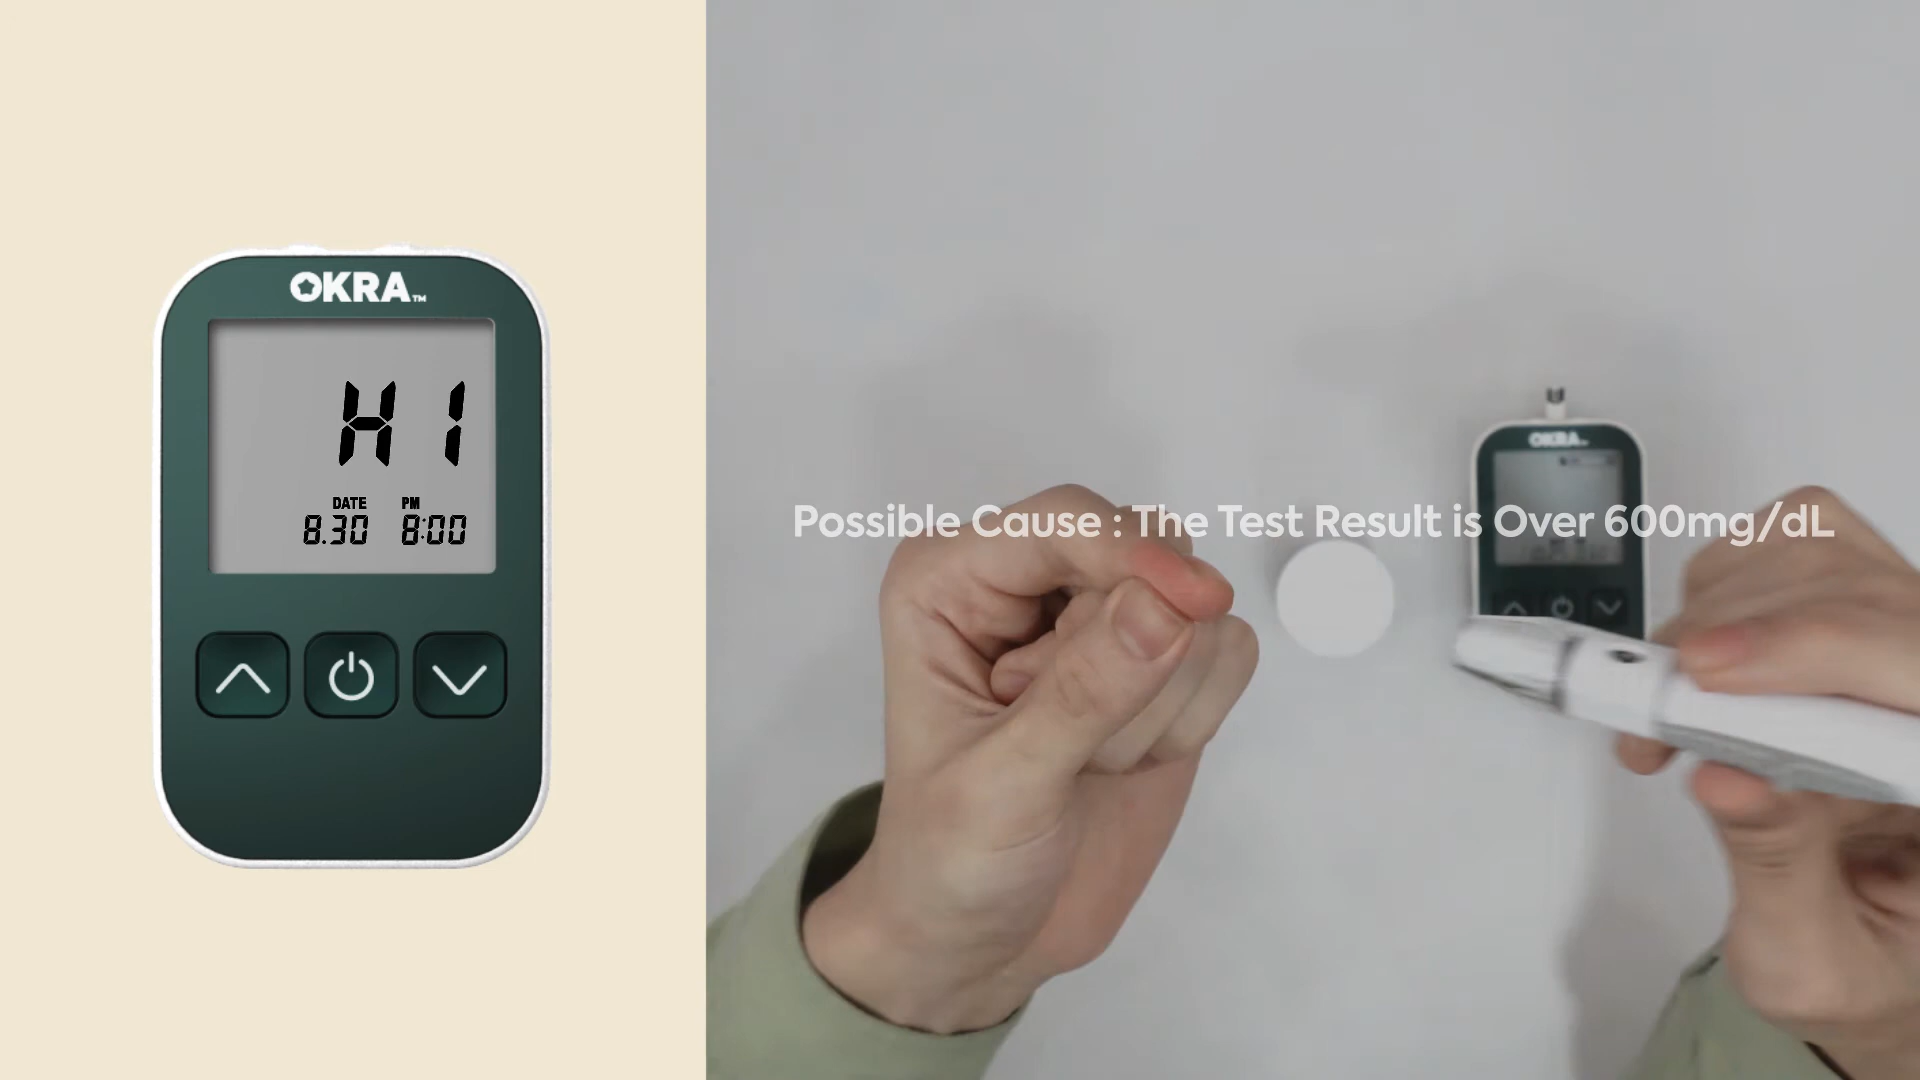 OKRA™
HI
DATE PM
8.30 8:00
Possible Cause : The Test Result is Over 600mg/dL
OKRA